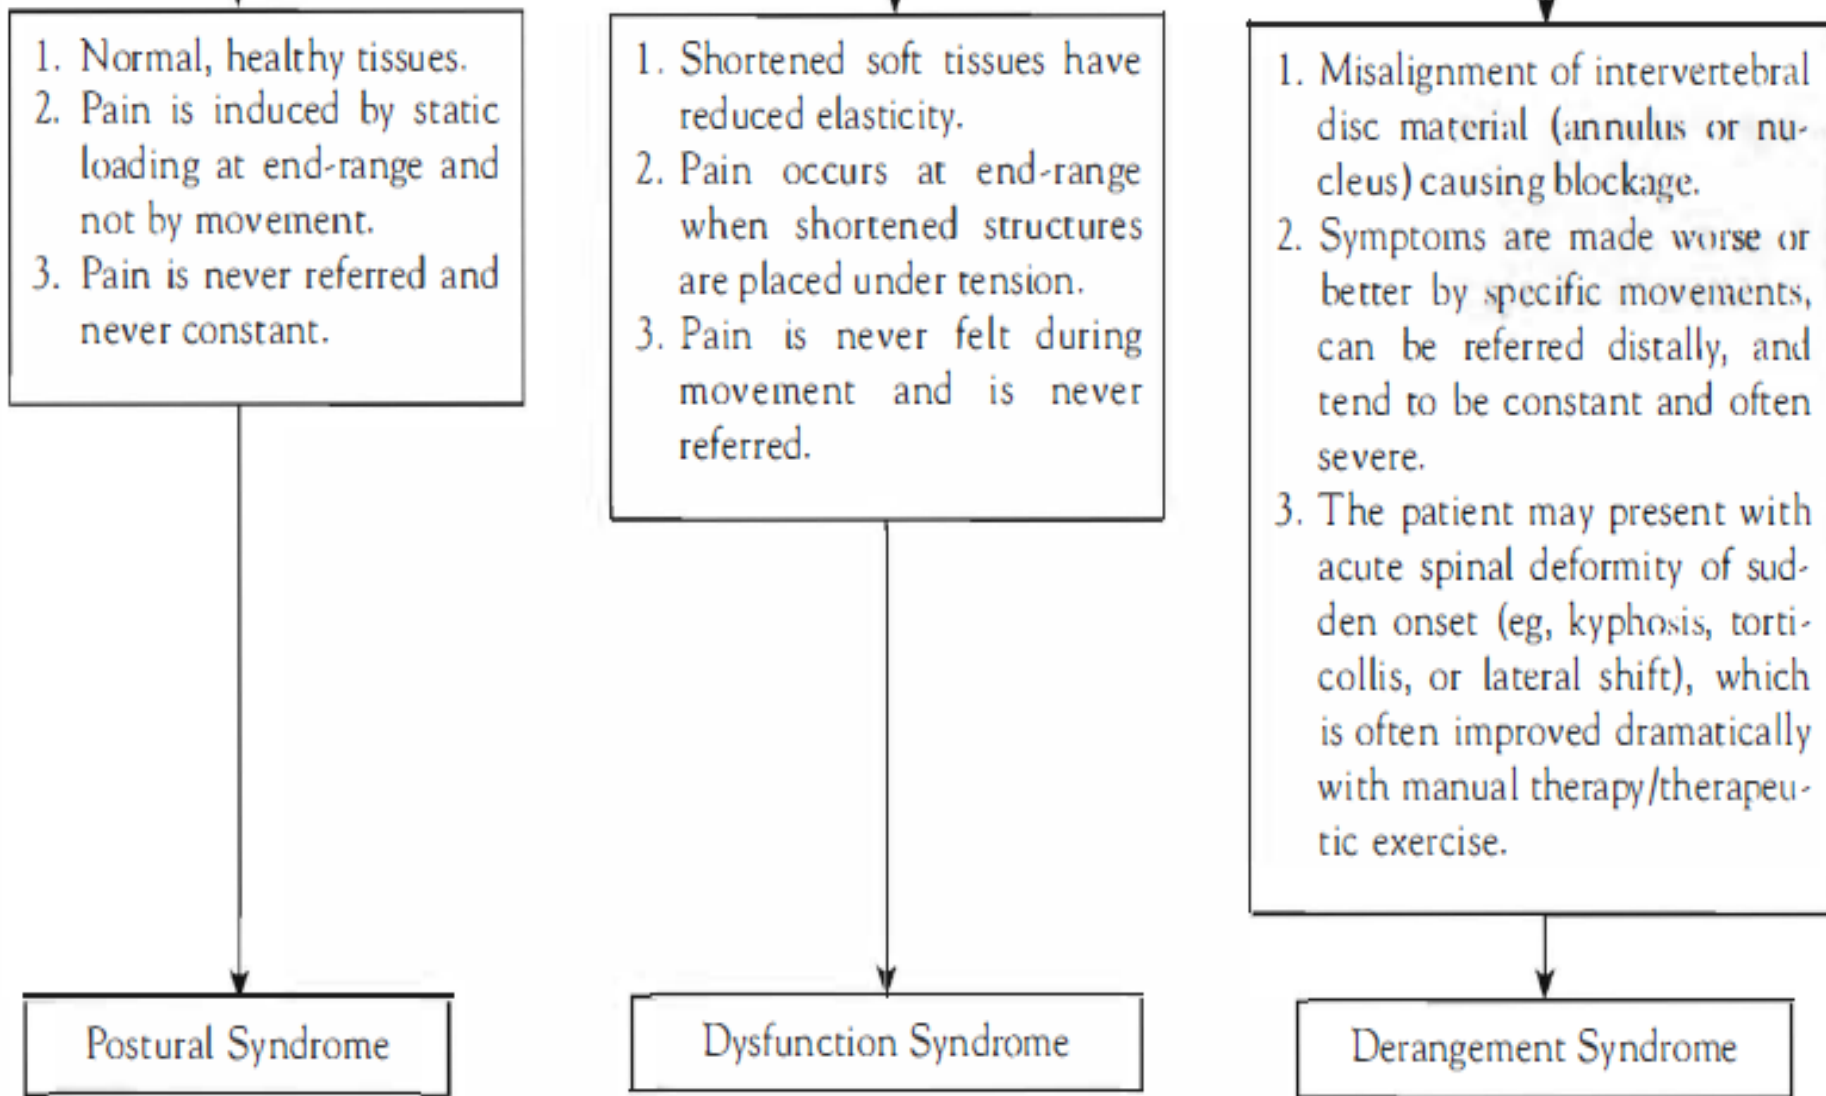 1. Normal, healthy tissues.
2. Pain is induced by static
loading at end-range and
not by movement.
3. Pain is never referred and
never constant.
1. Shortened soft tissues have
reduced elasticity.
2. Pain occurs at end-range
when shortened structures
are placed under tension.
3. Pain is never felt during
movement and is never
referred.
1. Misalignment of intervertebral
disc material (annulus or nu-
cleus) causing blockage.
2. Symptoms are made worse or
better by specific movements,
can be referred distally, and
tend to be constant and often
severe.
3. The patient may present with
acute spinal deformity of sud-
den onset (eg, kyphosis, torti-
collis, or lateral shift), which
is often improved dramatically
with manual therapy/therapeu-
tic exercise.
Postural Syndrome
Dysfunction Syndrome
Derangement Syndrome